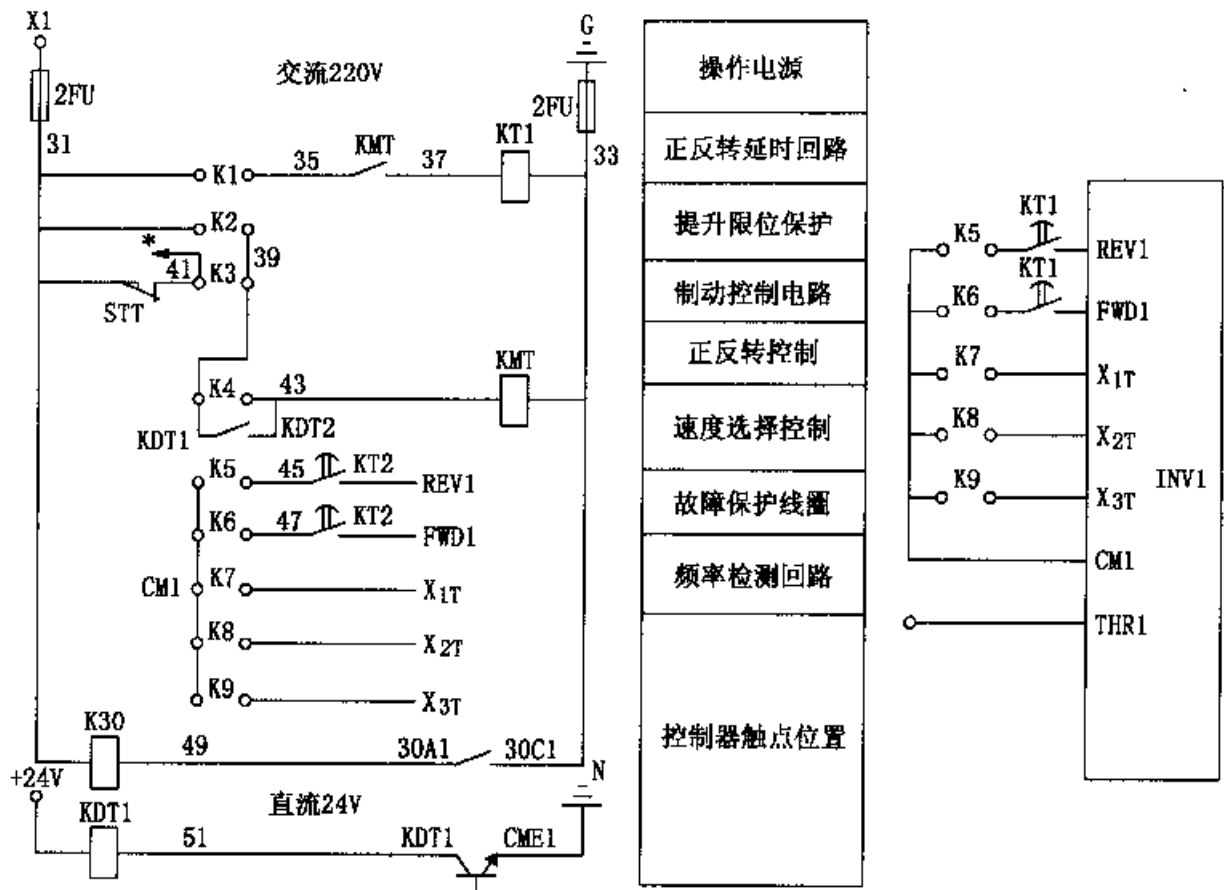 X1
G
交流220V
2FU
2FU
31
K1
35
KMT
37
KT1
33
K2
*
41
K3
39
STT
K4
43
KMT
KDT1
KDT2
K5
45
KT2
REV1
K6
47
KT2
FWD1
CM1
K7
X1T
K8
X2T
K9
X3T
K30
49
30A1
30C1
N
+24V
直流24V
KDT1
51
KDT1
CME1
操作电源
正反转延时回路
提升限位保护
制动控制电路
正反转控制
速度选择控制
故障保护线圈
频率检测回路
控制器触点位置
K5
KT1
REV1
K6
KT1
FWD1
K7
X1T
K8
X2T
K9
X3T
INV1
CM1
THR1